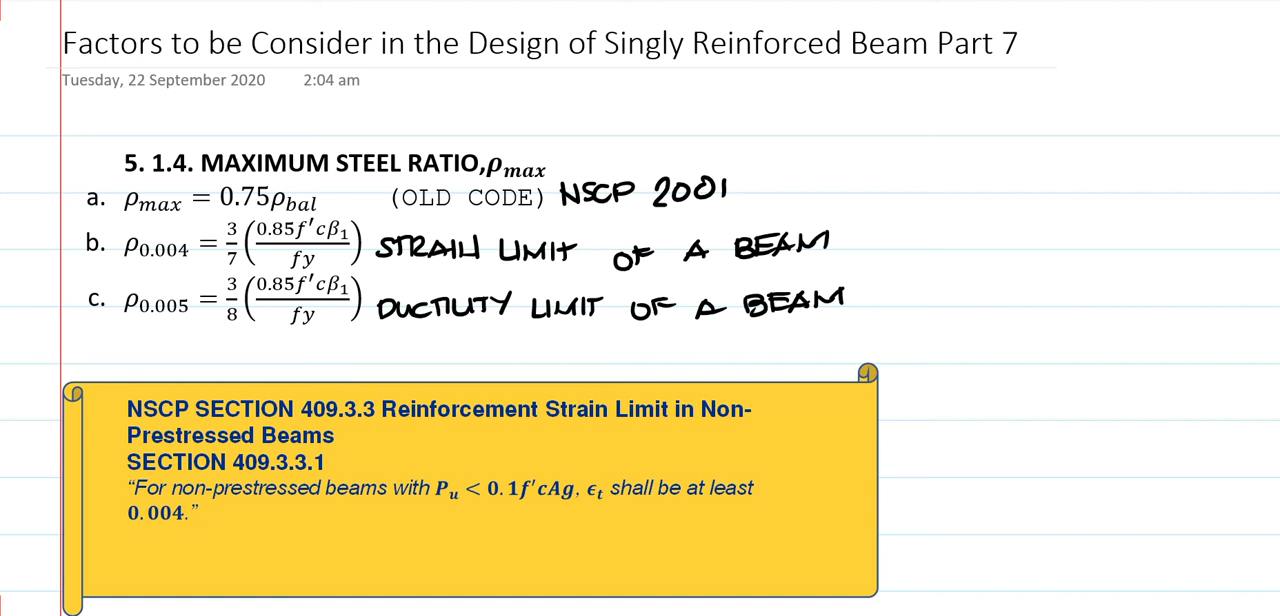 Factors to be Consider in the Design of Singly Reinforced Beam Part 7
Tuesday, 22 September 2020 2:04 am
5. 1.4. MAXIMUM STEEL RATIO,ρmax
a. ρmax = 0.75ρbal (OLD CODE) NSCP 2001
b. ρ0.004 = 3/7 (0.85f′cβ1/fy) STRAIN LIMIT OF A BEAM
c. ρ0.005 = 3/8 (0.85f′cβ1/fy) DUCTILITY LIMIT OF A BEAM
NSCP SECTION 409.3.3 Reinforcement Strain Limit in Non-
Prestressed Beams
SECTION 409.3.3.1
“For non-prestressed beams with Pu < 0.1f′cAg, ϵt shall be at least
0.004.”